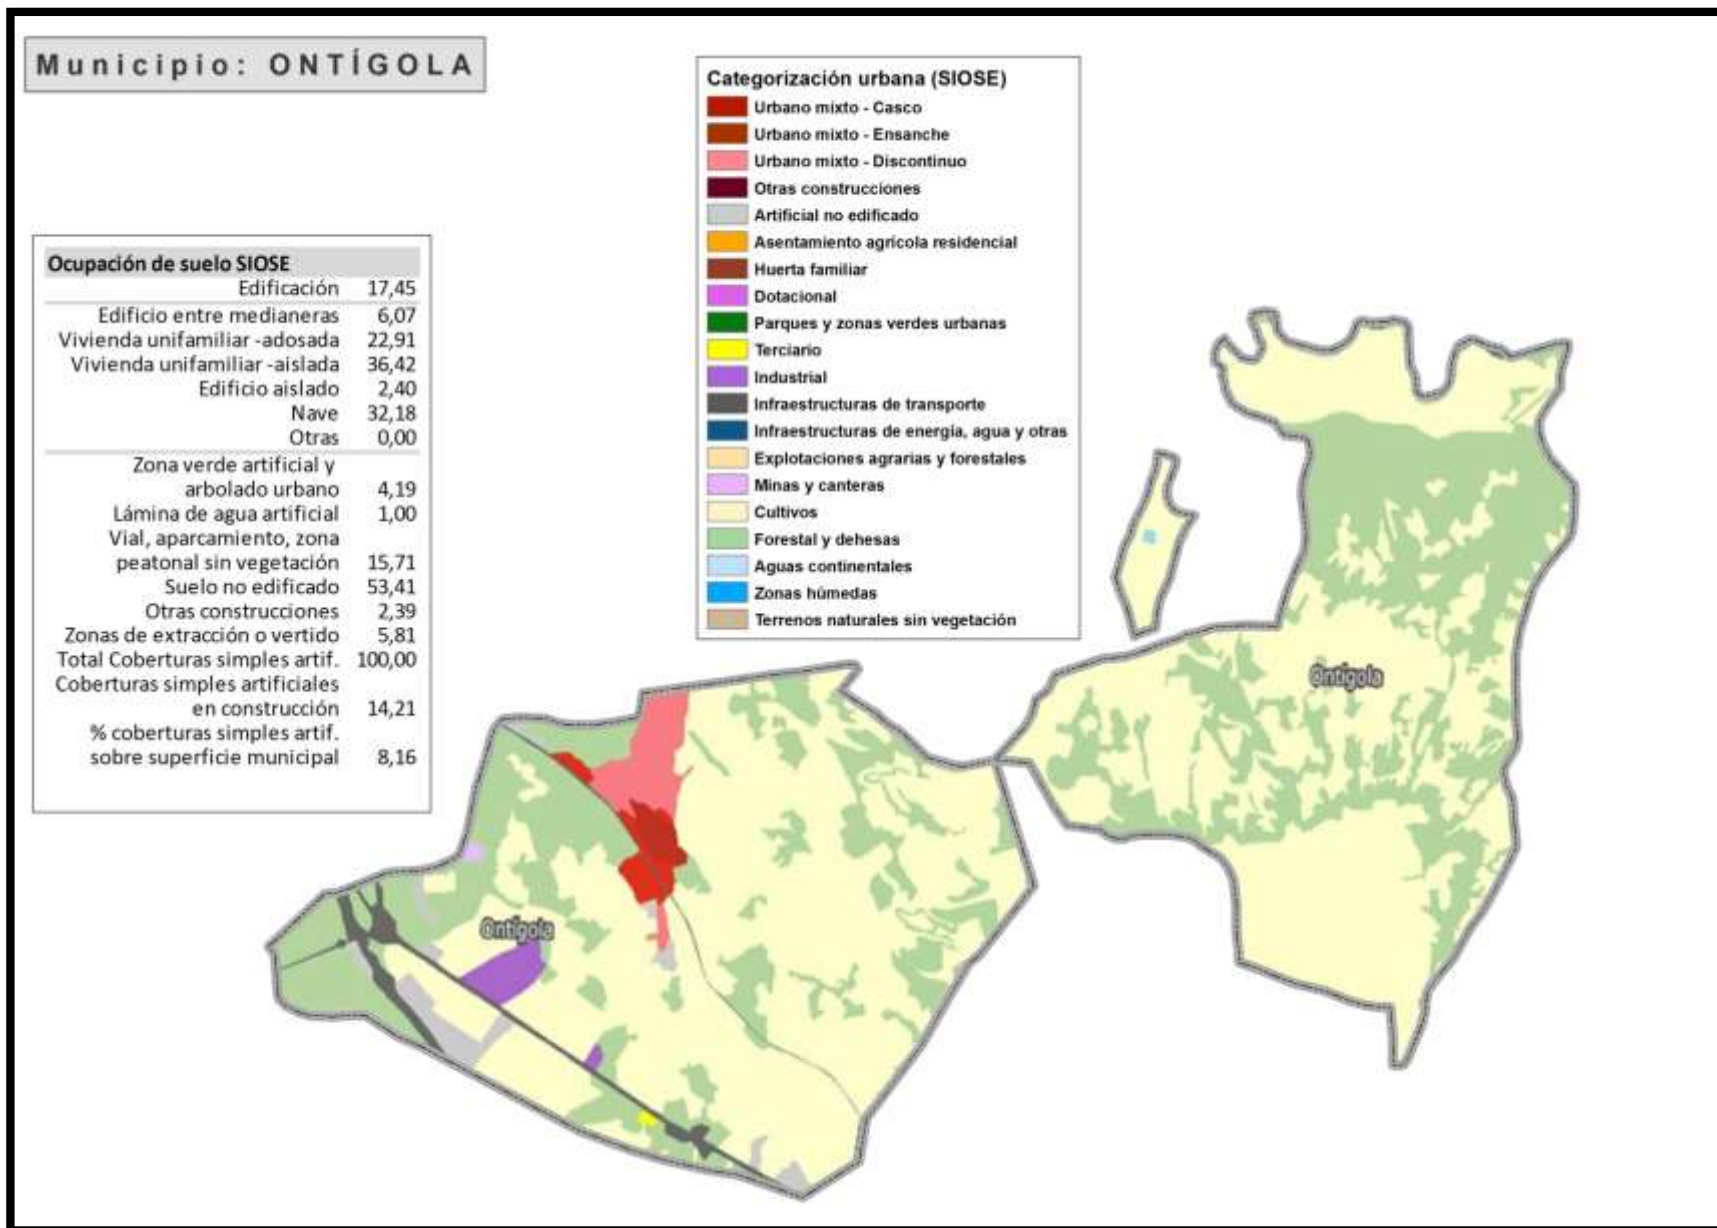 Municipio: ONTÍGOLA
Categorización urbana (SIOSE)
Urbano mixto - Casco
Urbano mixto - Ensanche
Urbano mixto - Discontinuo
Otras construcciones
Artificial no edificado
Asentamiento agrícola residencial
Huerta familiar
Dotacional
Parques y zonas verdes urbanas
Terciario
Industrial
Infraestructuras de transporte
Infraestructuras de energía, agua y otras
Explotaciones agrarias y forestales
Minas y canteras
Cultivos
Forestal y dehesas
Aguas continentales
Zonas húmedas
Terrenos naturales sin vegetación
Ocupación de suelo SIOSE
Edificación 17,45
Edificio entre medianeras 6,07
Vivienda unifamiliar -adosada 22,91
Vivienda unifamiliar -aislada 36,42
Edificio aislado 2,40
Nave 32,18
Otras 0,00
Zona verde artificial y
arbolado urbano 4,19
Lámina de agua artificial 1,00
Vial, aparcamiento, zona
peatonal sin vegetación 15,71
Suelo no edificado 53,41
Otras construcciones 2,39
Zonas de extracción o vertido 5,81
Total Coberturas simples artif. 100,00
Coberturas simples artificiales
en construcción 14,21
% coberturas simples artif.
sobre superficie municipal 8,16
Ontígola
Ontígola